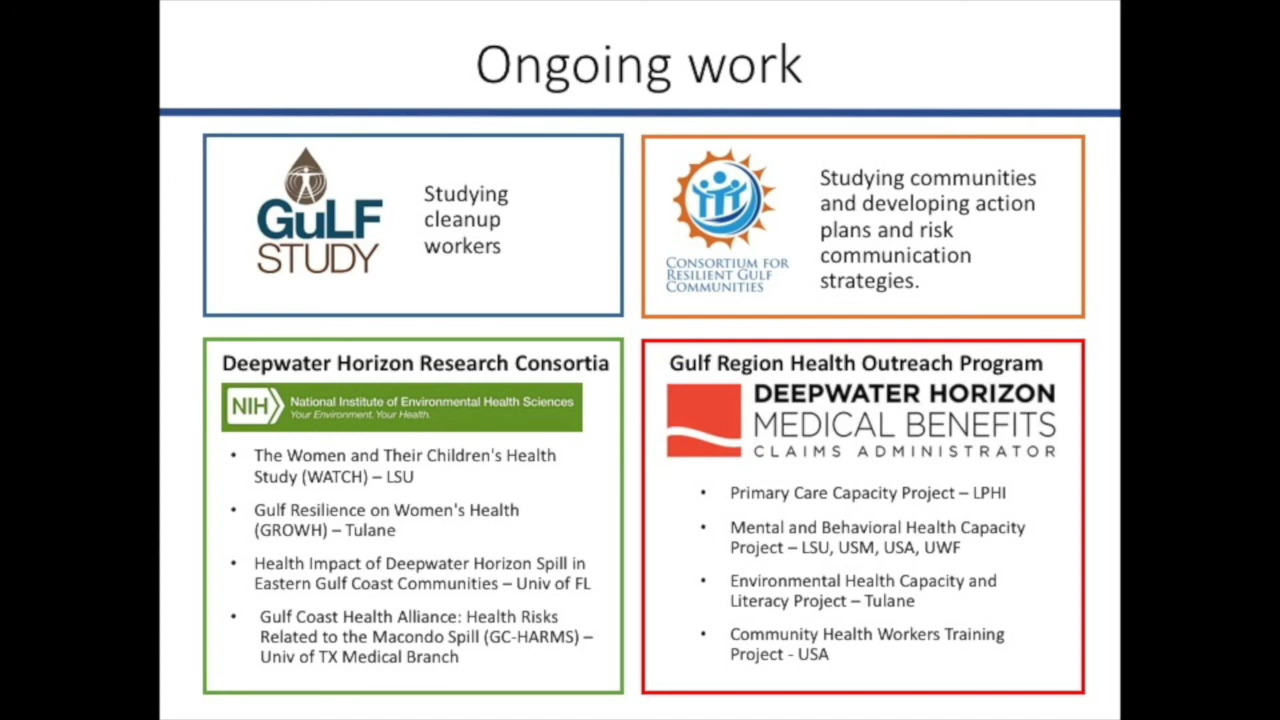 Ongoing work
GuLF
STUDY
Studying
cleanup
workers
CONSORTIUM FOR
RESILIENT GULF
COMMUNITIES
Studying communities
and developing action
plans and risk
communication
strategies.
Deepwater Horizon Research Consortia
NIH
National Institute of Environmental Health Sciences
Your Environment. Your Health.
• The Women and Their Children's Health
Study (WATCH) – LSU
• Gulf Resilience on Women's Health
(GROWH) – Tulane
• Health Impact of Deepwater Horizon Spill in
Eastern Gulf Coast Communities – Univ of FL
• Gulf Coast Health Alliance: Health Risks
Related to the Macondo Spill (GC-HARMS) –
Univ of TX Medical Branch
Gulf Region Health Outreach Program
DEEPWATER HORIZON
MEDICAL BENEFITS
CLAIMS ADMINISTRATOR
• Primary Care Capacity Project – LPHI
• Mental and Behavioral Health Capacity
Project – LSU, USM, USA, UWF
• Environmental Health Capacity and
Literacy Project – Tulane
• Community Health Workers Training
Project - USA